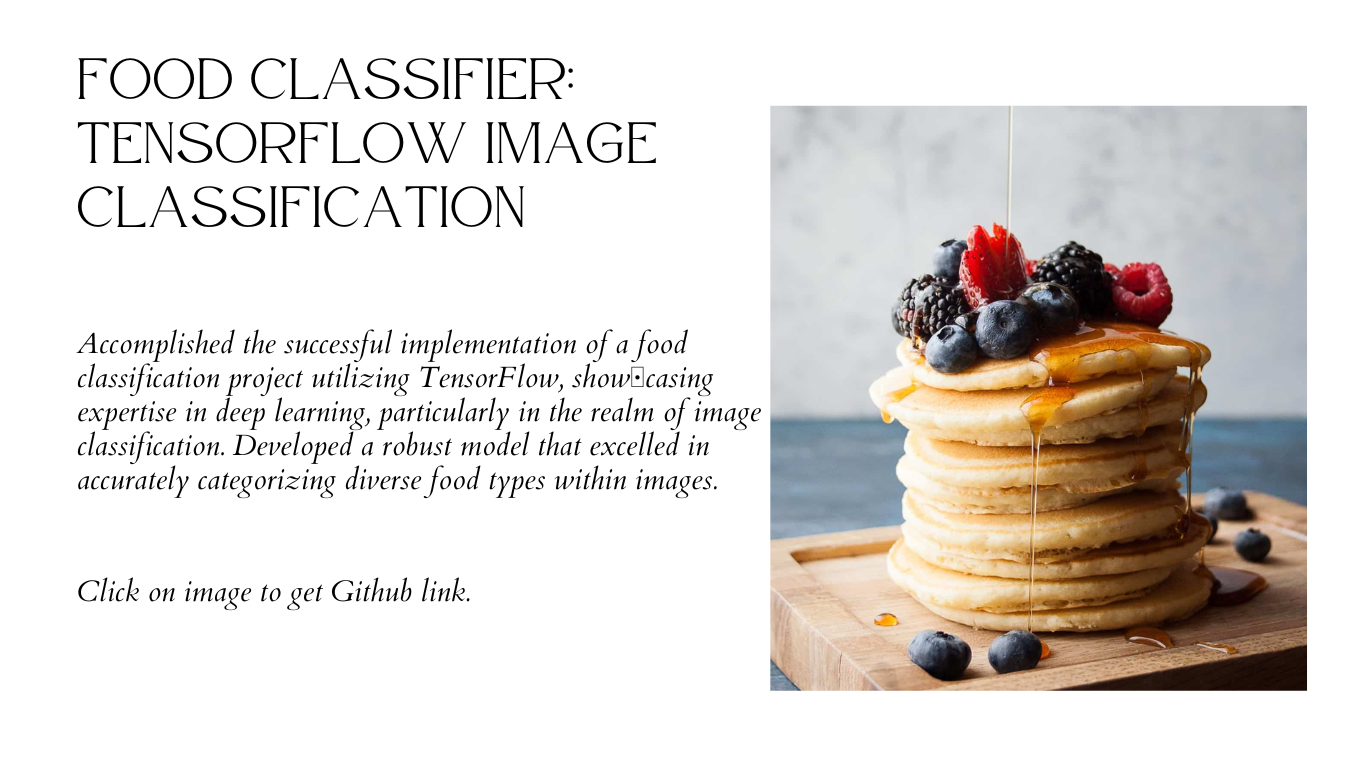 FOOD CLASSIFIER:
TENSORFLOW IMAGE
CLASSIFICATION
Accomplished the successful implementation of a food
classification project utilizing TensorFlow, show�casing
expertise in deep learning, particularly in the realm of image
classification. Developed a robust model that excelled in
accurately categorizing diverse food types within images.
Click on image to get Github link.